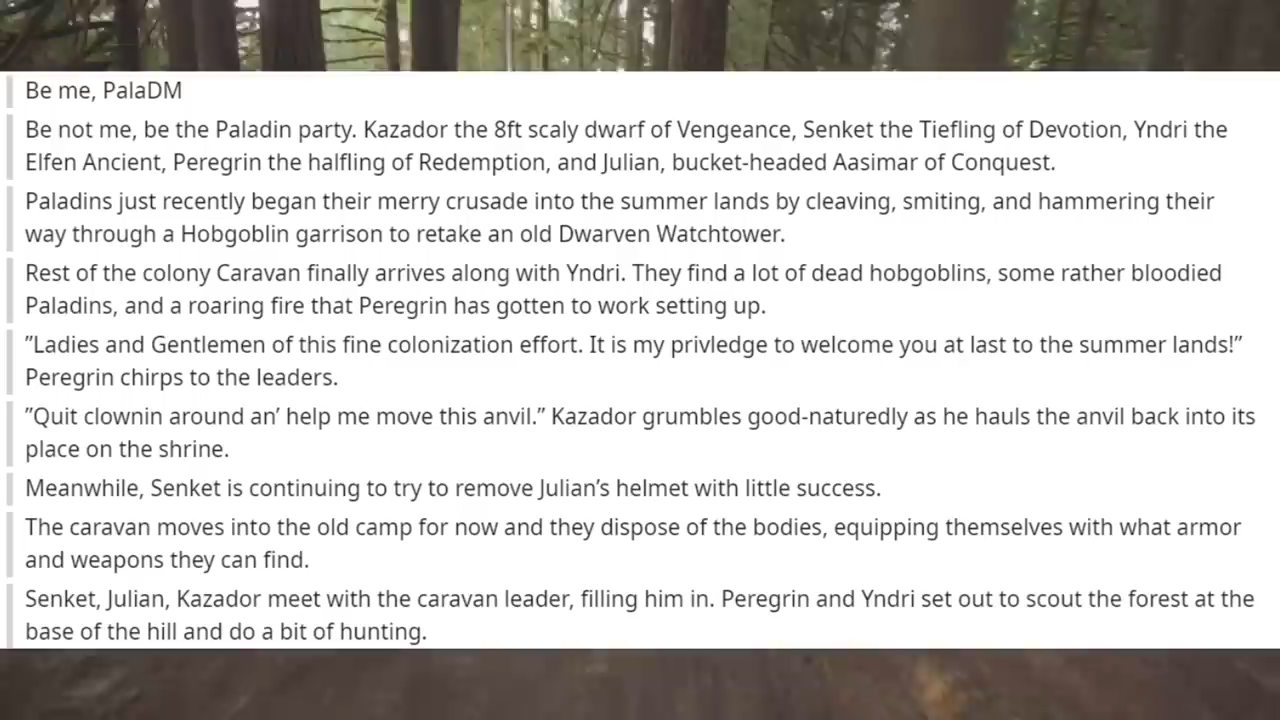 Be me, PalaDM
Be not me, be the Paladin party. Kazador the 8ft scaly dwarf of Vengeance, Senket the Tiefling of Devotion, Yndri the
Elfen Ancient, Peregrin the halfling of Redemption, and Julian, bucket-headed Aasimar of Conquest.
Paladins just recently began their merry crusade into the summer lands by cleaving, smiting, and hammering their
way through a Hobgoblin garrison to retake an old Dwarven Watchtower.
Rest of the colony Caravan finally arrives along with Yndri. They find a lot of dead hobgoblins, some rather bloodied
Paladins, and a roaring fire that Peregrin has gotten to work setting up.
”Ladies and Gentlemen of this fine colonization effort. It is my privledge to welcome you at last to the summer lands!”
Peregrin chirps to the leaders.
”Quit clownin around an’ help me move this anvil.” Kazador grumbles good-naturedly as he hauls the anvil back into its
place on the shrine.
Meanwhile, Senket is continuing to try to remove Julian’s helmet with little success.
The caravan moves into the old camp for now and they dispose of the bodies, equipping themselves with what armor
and weapons they can find.
Senket, Julian, Kazador meet with the caravan leader, filling him in. Peregrin and Yndri set out to scout the forest at the
base of the hill and do a bit of hunting.